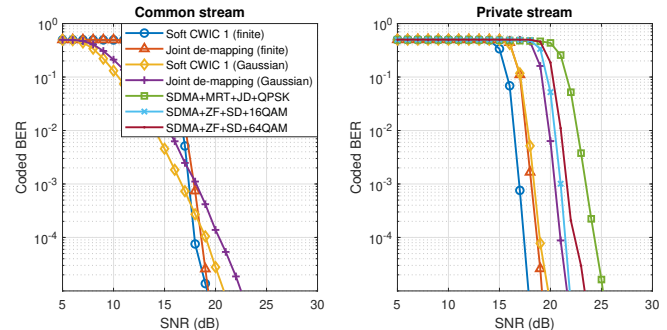 Common stream
Private stream
Soft CWIC 1 (finite)
Joint de-mapping (finite)
Soft CWIC 1 (Gaussian)
Joint de-mapping (Gaussian)
SDMA+MRT+JD+QPSK
SDMA+ZF+SD+16QAM
SDMA+ZF+SD+64QAM
Coded BER
10^0
10^-1
10^-2
10^-3
10^-4
5 10 15 20 25 30
SNR (dB)
Coded BER
10^0
10^-1
10^-2
10^-3
10^-4
5 10 15 20 25 30
SNR (dB)